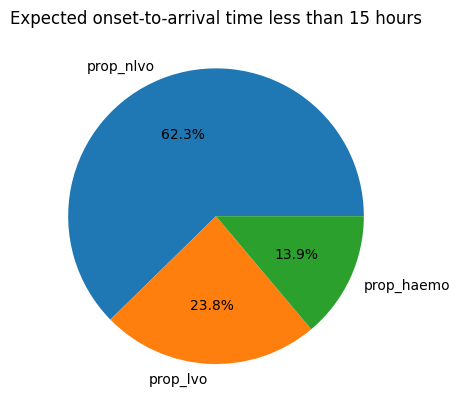 Expected onset-to-arrival time less than 15 hours
prop_nlvo
62.3%
13.9%
prop_haemo
23.8%
prop_lvo